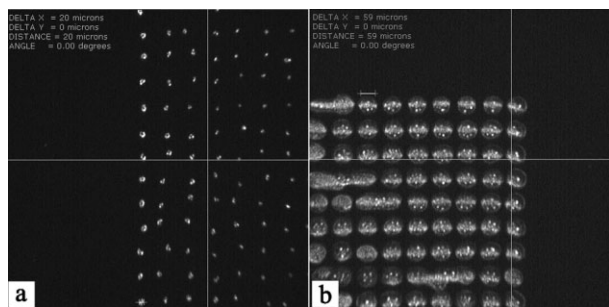 DELTA X = 20 microns
DELTA Y = 0 microns
DISTANCE = 20 microns
ANGLE = 0.00 degrees
a
DELTA X = 59 microns
DELTA Y = 0 microns
DISTANCE = 59 microns
ANGLE = 0.00 degrees
b